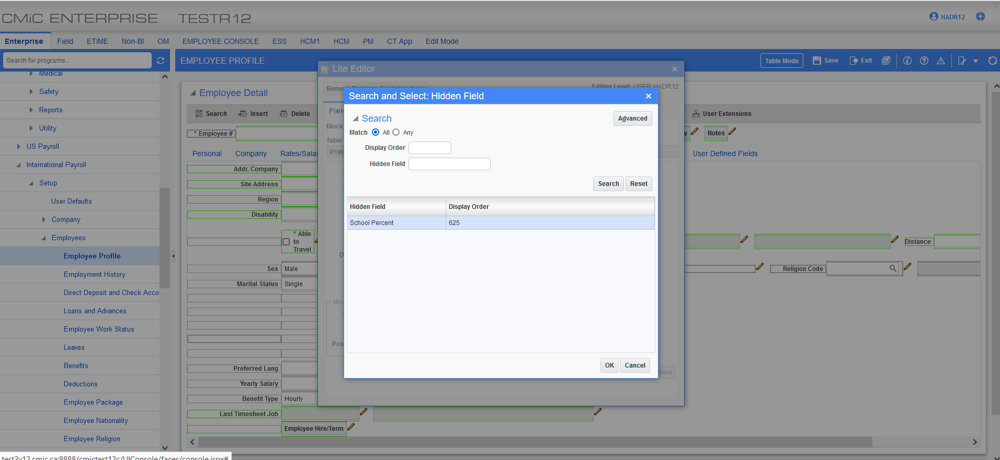 CMiC ENTERPRISE TESTR12
HADR12
Enterprise Field ETIME Non-BI OM EMPLOYEE CONSOLE ESS HCM1 HCM PM CT App Edit Mode
Search for programs...
EMPLOYEE PROFILE
Table Mode Save Exit
Medical
Safety
Reports
Utility
US Payroll
International Payroll
Setup
User Defaults
Company
Employees
Employee Profile
Employment History
Direct Deposit and Check Acco
Loans and Advances
Employee Work Status
Leaves
Benefits
Deductions
Employee Package
Employee Nationality
Employee Religion
Employee Detail
Search Insert Delete
User Extensions
* Employee #
y
Notes
Personal Company Rates/Salar
User Defined Fields
Addr. Company
Site Address
Region
Disability
* Able
to
Travel
Distance
Sex Male
Religion Code
Marital Status Single
Preferred Lang
Yearly Salary
Benefit Type Hourly
Last Timesheet Job
Employee Hire/Term
Lite Editor
Remove Program Customizations
Editing Level: USER HADR12
Fiel
Block
Table
PY#E
D
Mov
Pos
Save
Search and Select: Hidden Field
Search
Advanced
Match All Any
Display Order
Hidden Field
Search Reset
Hidden Field Display Order
School Percent 625
OK Cancel
test2v12.cmic.ca:8888/cmictest12c/UIConsole/faces/console.jspx#